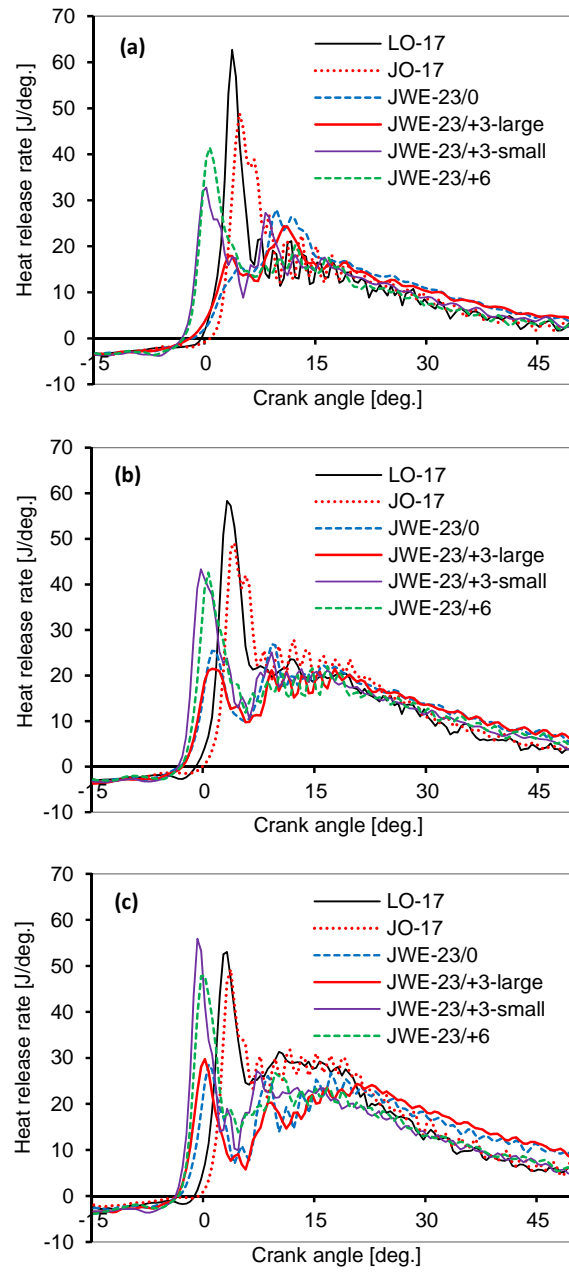 70
60
50
40
30
20
10
0
-10
Heat release rate [J/deg.]
(a)
LO-17
JO-17
JWE-23/0
JWE-23/+3-large
JWE-23/+3-small
JWE-23/+6
-15 0 15 30 45
Crank angle [deg.]
70
60
50
40
30
20
10
0
-10
Heat release rate [J/deg.]
(b)
LO-17
JO-17
JWE-23/0
JWE-23/+3-large
JWE-23/+3-small
JWE-23/+6
-15 0 15 30 45
Crank angle [deg.]
70
60
50
40
30
20
10
0
-10
Heat release rate [J/deg.]
(c)
LO-17
JO-17
JWE-23/0
JWE-23/+3-large
JWE-23/+3-small
JWE-23/+6
-15 0 15 30 45
Crank angle [deg.]